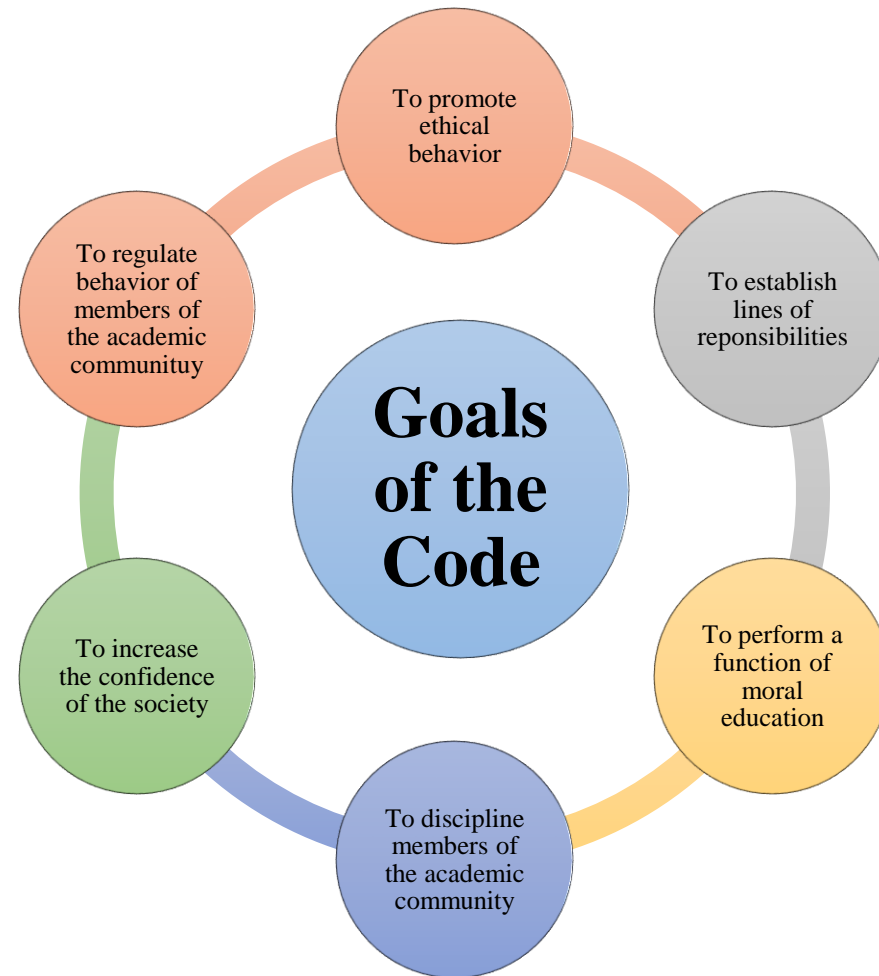 To promote
ethical
behavior
To establish
lines of
reponsibilities
To perform a
function of
moral
education
To discipline
members of
the academic
community
To increase
the confidence
of the society
To regulate
behavior of
members of
the academic
communituy
Goals
of the
Code